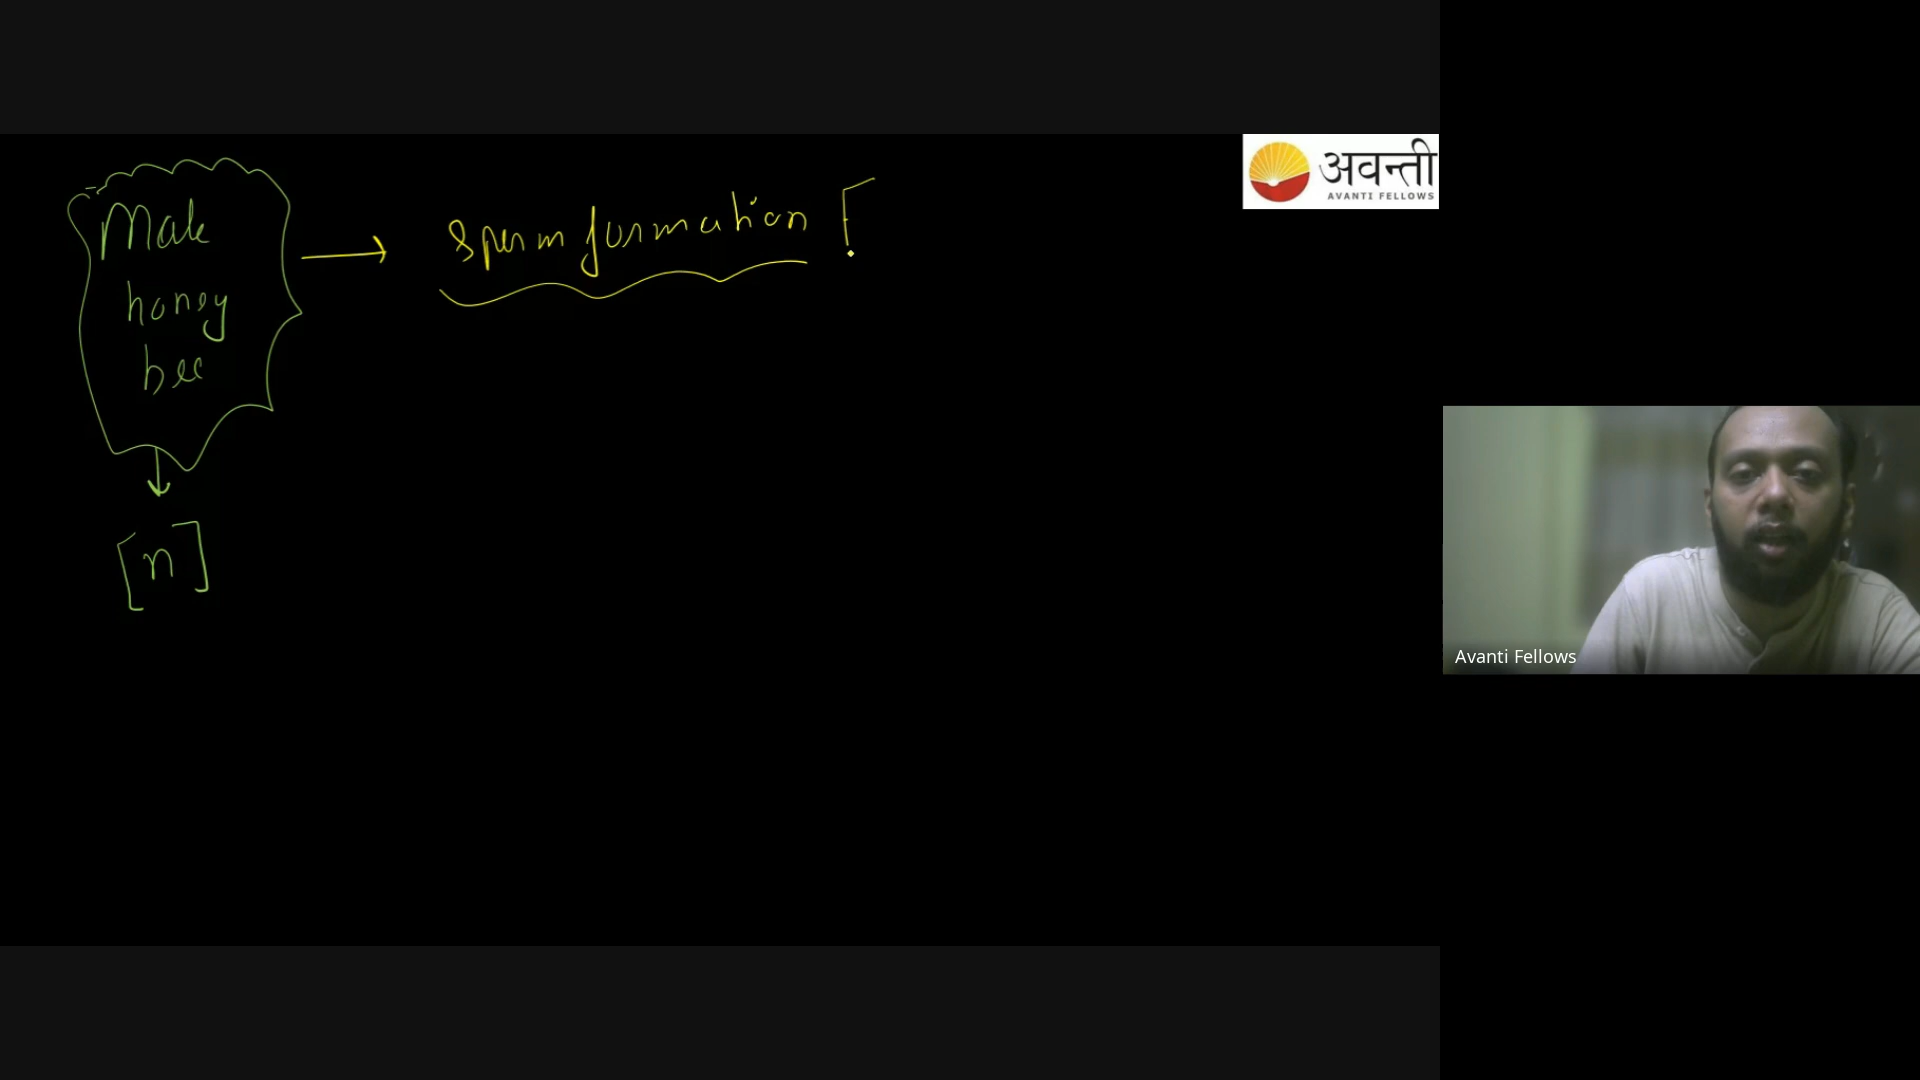 Male
honey
bee
[n]
Sperm formation [
अवन्ती
AVANTI FELLOWS
Avanti Fellows